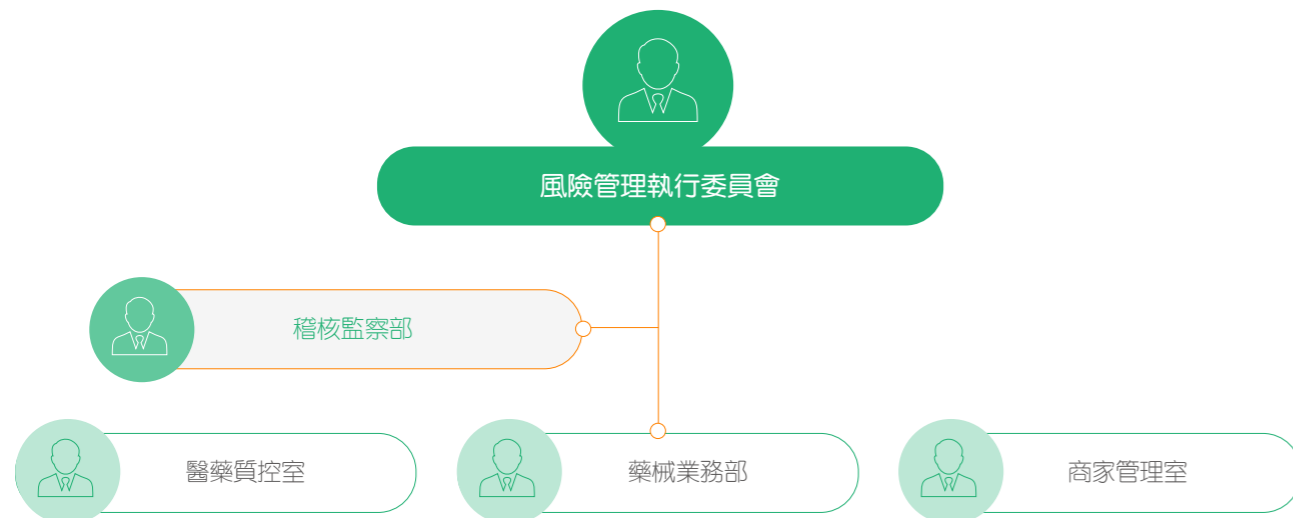 風險管理執行委員會
稽核監察部
醫藥質控室
藥械業務部
商家管理室